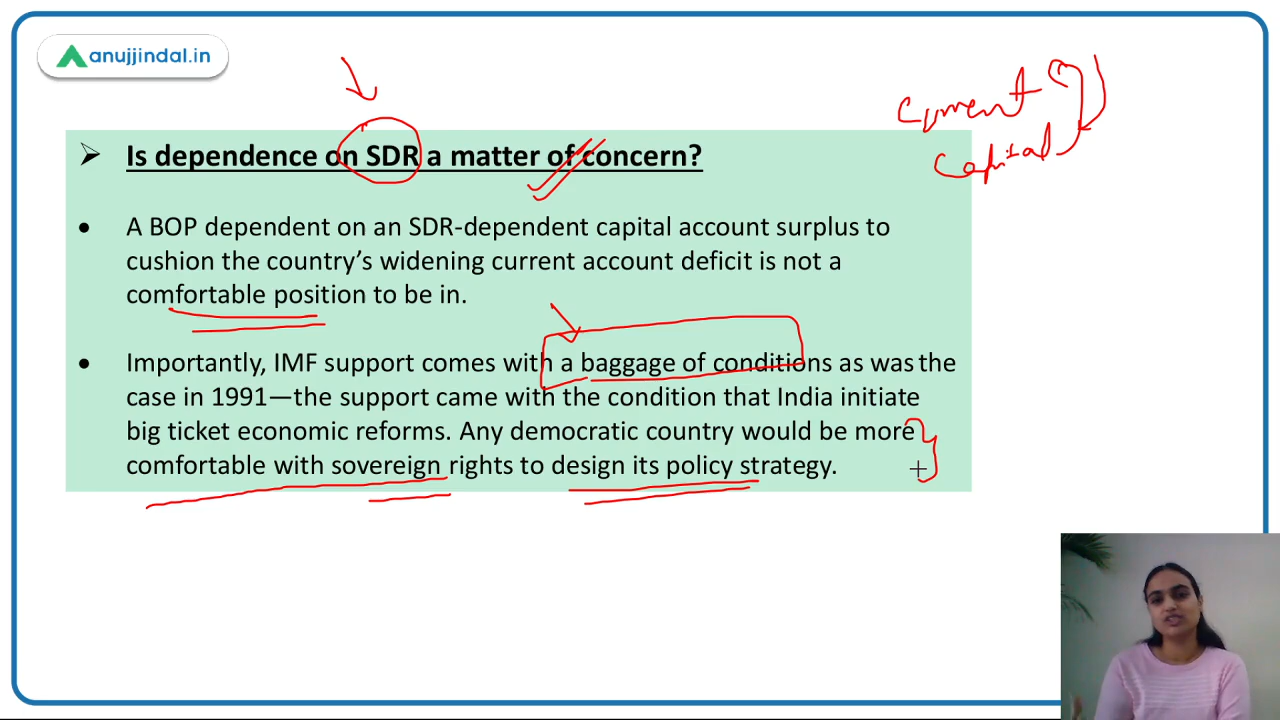 anujjindal.in
Current
Capital
Is dependence on SDR a matter of concern?
A BOP dependent on an SDR-dependent capital account surplus to
cushion the country's widening current account deficit is not a
comfortable position to be in.
Importantly, IMF support comes with a baggage of conditions as was the
case in 1991—the support came with the condition that India initiate
big ticket economic reforms. Any democratic country would be more
comfortable with sovereign rights to design its policy strategy.